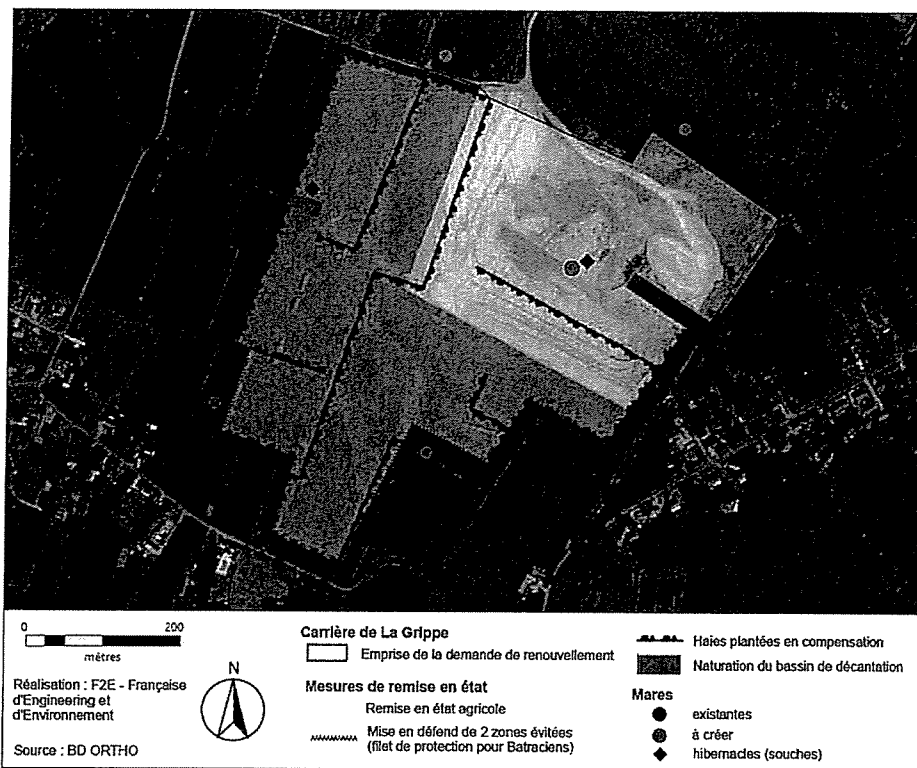 0 200
mètres
Réalisation : F2E - Française
d'Engineering et
d'Environnement
Source : BD ORTHO
N
Carrière de La Grippe
Emprise de la demande de renouvellement
Mesures de remise en état
Remise en état agricole
Mise en défend de 2 zones évitées
(filet de protection pour Batraciens)
Haies plantées en compensation
Naturation du bassin de décantation
Mares
existantes
à créer
hibernacles (souches)